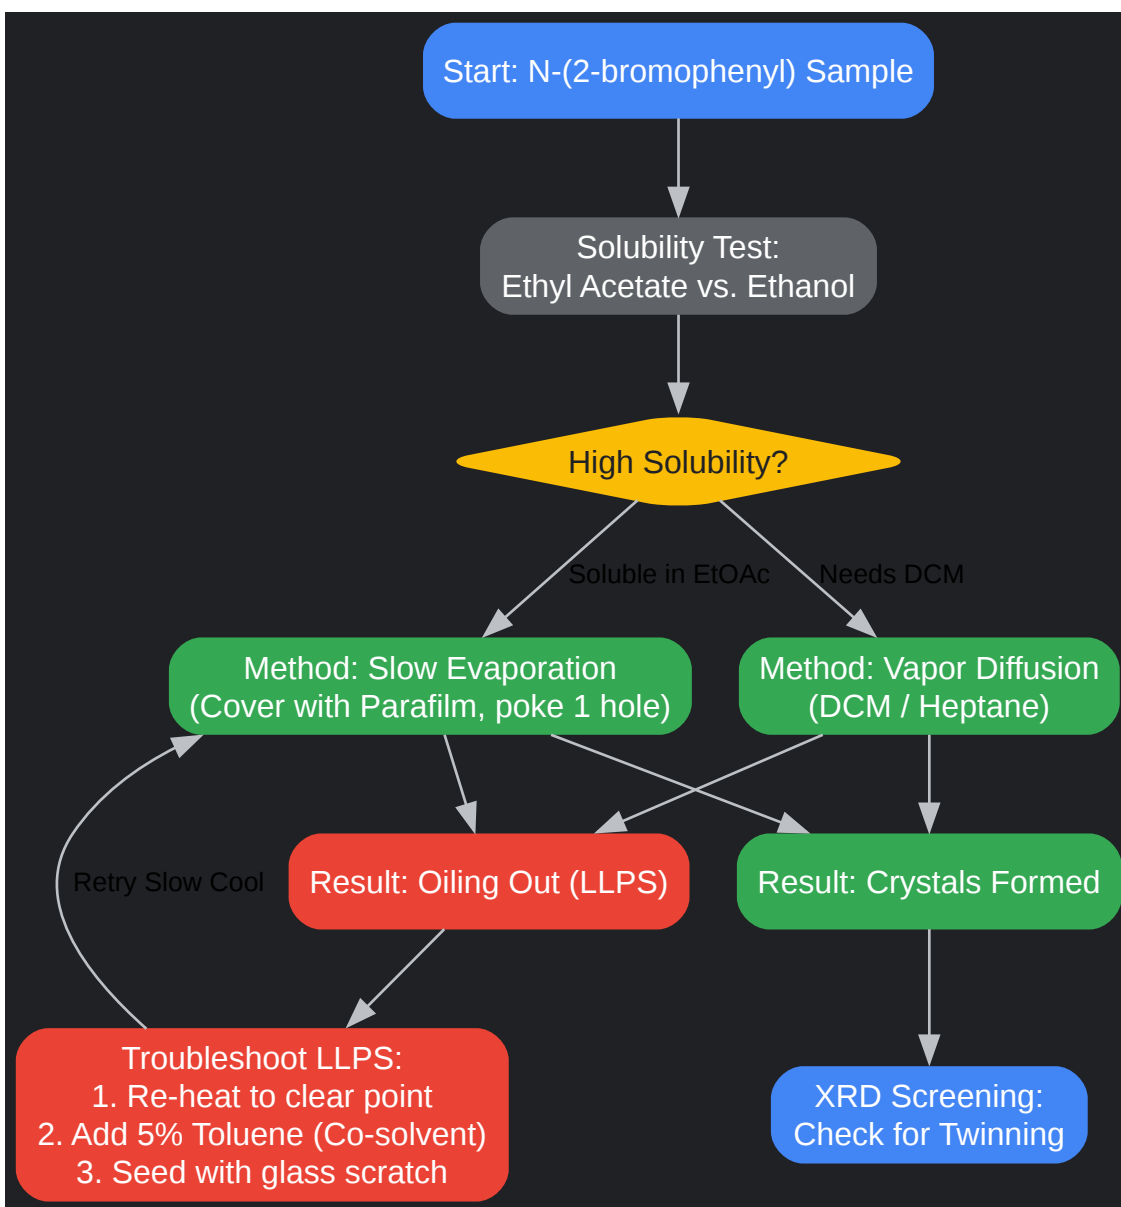 Start: N-(2-bromophenyl) Sample
Solubility Test:
Ethyl Acetate vs. Ethanol
High Solubility?
Soluble in EtOAc
Needs DCM
Method: Slow Evaporation
(Cover with Parafilm, poke 1 hole)
Method: Vapor Diffusion
(DCM / Heptane)
Retry Slow Cool
Result: Oiling Out (LLPS)
Result: Crystals Formed
Troubleshoot LLPS:
1. Re-heat to clear point
2. Add 5% Toluene (Co-solvent)
3. Seed with glass scratch
XRD Screening:
Check for Twinning